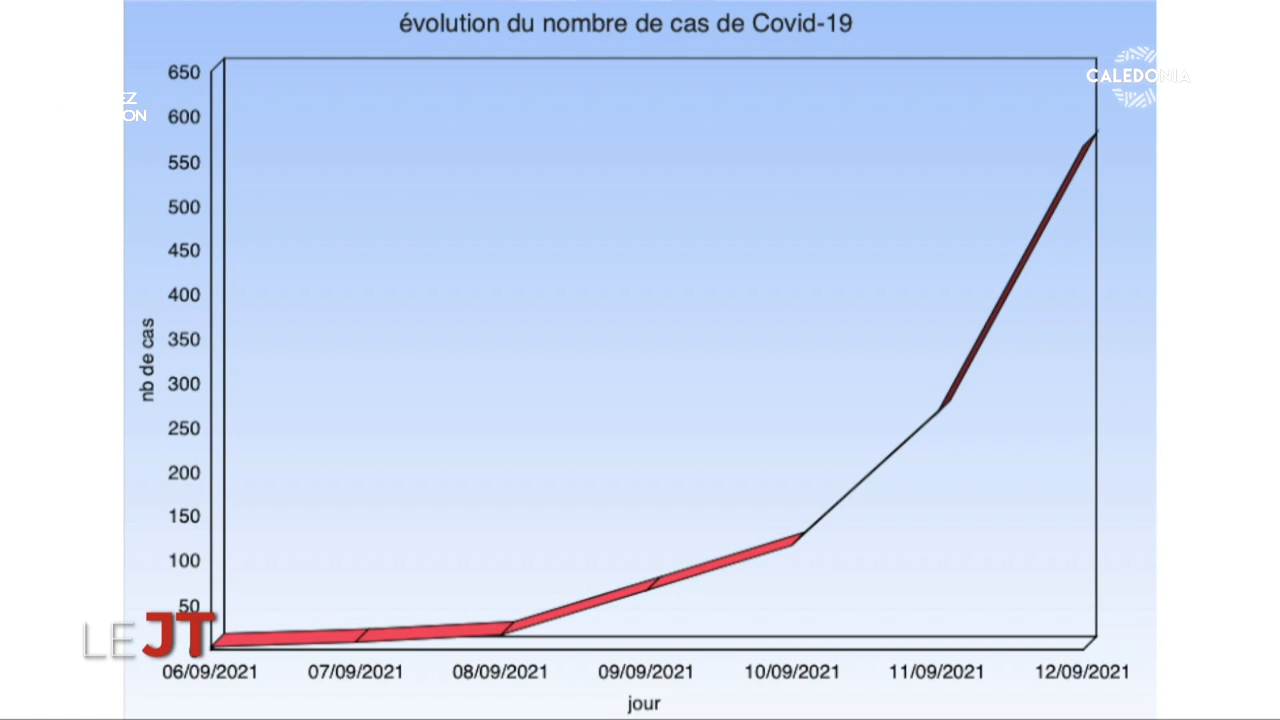 évolution du nombre de cas de Covid-19
CALEDONIA
EZ
ON
650
600
550
500
450
400
350
300
250
200
150
100
50
nb de cas
LE JT
06/09/2021 07/09/2021 08/09/2021 09/09/2021 10/09/2021 11/09/2021 12/09/2021
jour